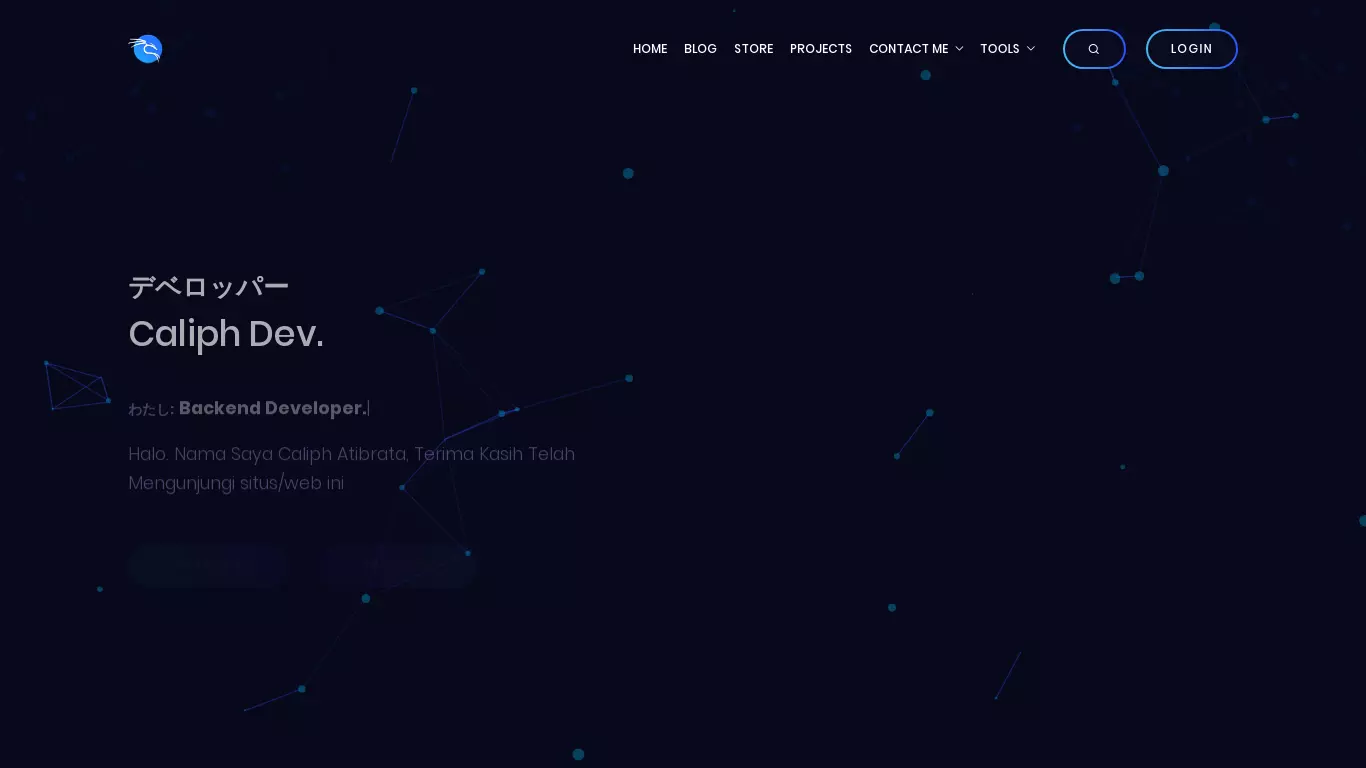 HOME BLOG STORE PROJECTS CONTACT ME TOOLS LOGIN
デベロッパー
Caliph Dev.
わたし: Backend Developer.|
Halo. Nama Saya Caliph Atibrata, Terima Kasih Telah
Mengunjungi situs/web ini